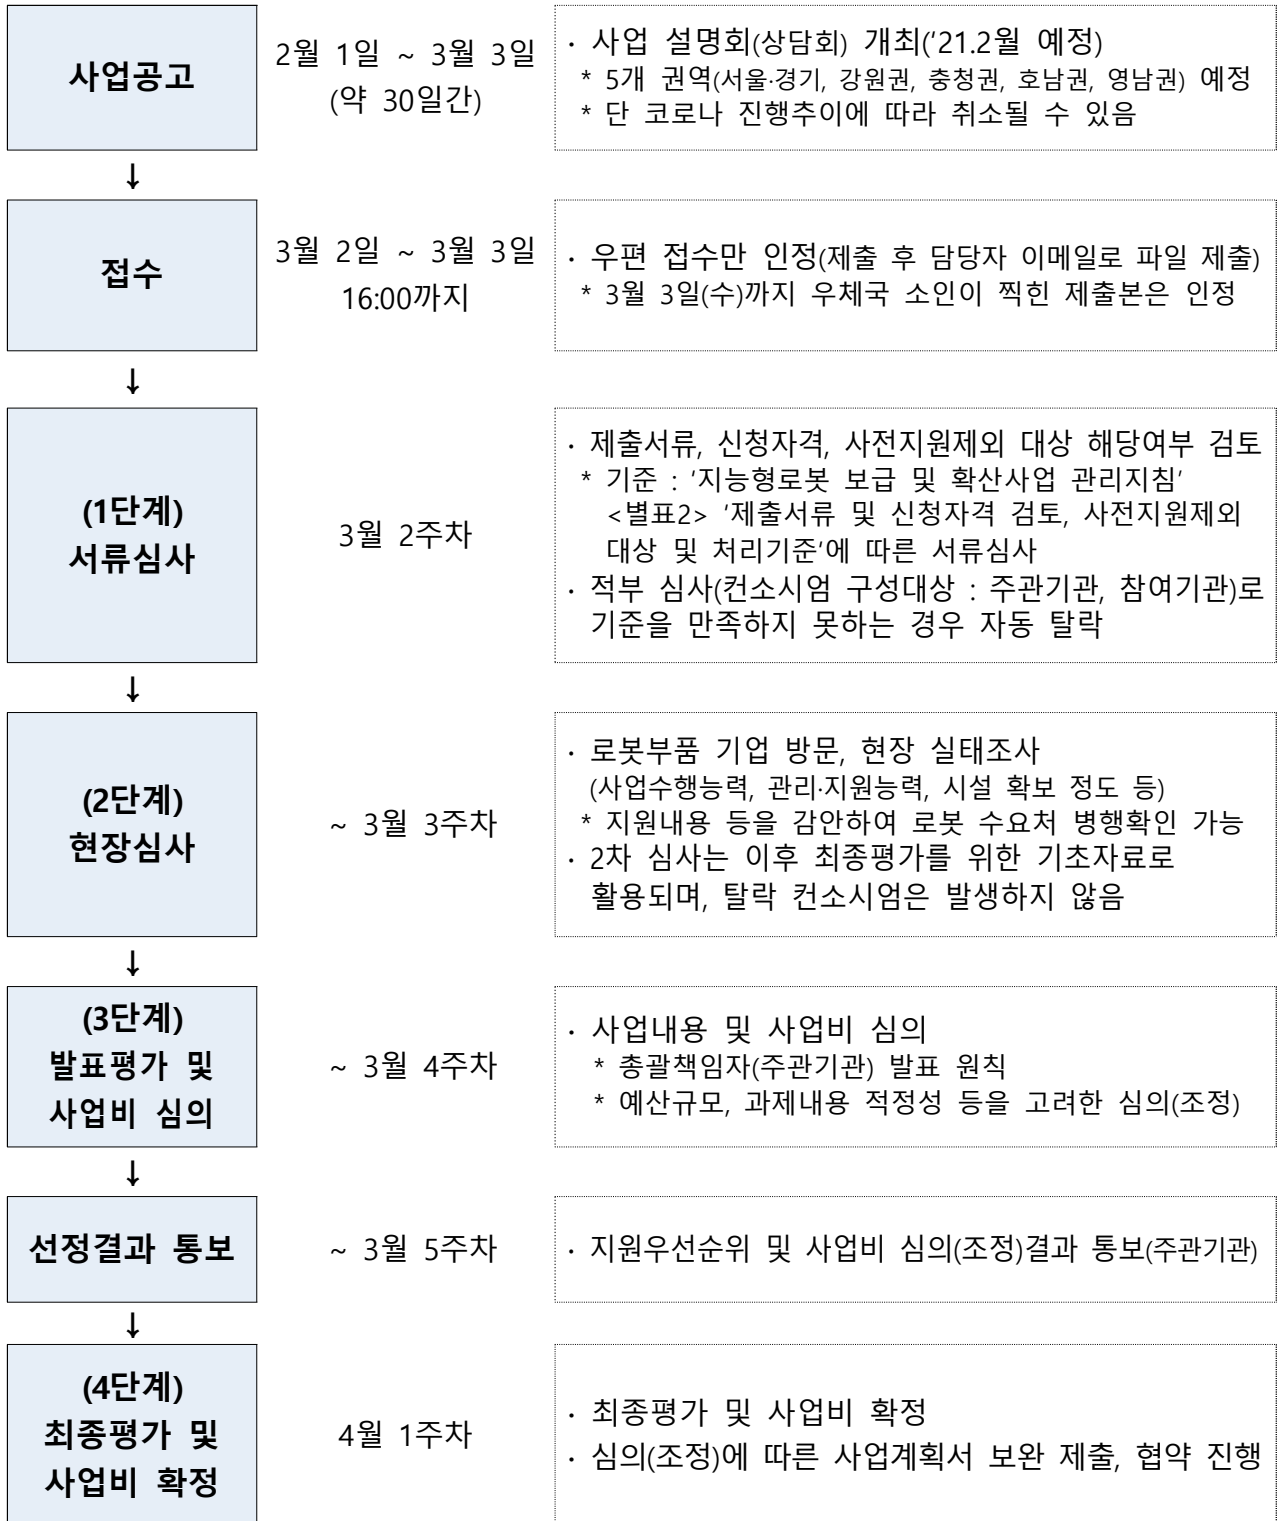 사업공고
2월 1일 ~ 3월 3일
(약 30일간)
· 사업 설명회(상담회) 개최('21.2월 예정)
* 5개 권역(서울·경기, 강원권, 충청권, 호남권, 영남권) 예정
* 단 코로나 진행추이에 따라 취소될 수 있음
↓
접수
3월 2일 ~ 3월 3일
16:00까지
· 우편 접수만 인정(제출 후 담당자 이메일로 파일 제출)
* 3월 3일(수)까지 우체국 소인이 찍힌 제출본은 인정
↓
(1단계)
서류심사
3월 2주차
· 제출서류, 신청자격, 사전지원제외 대상 해당여부 검토
* 기준 : '지능형로봇 보급 및 확산사업 관리지침'
<별표2> '제출서류 및 신청자격 검토, 사전지원제외
대상 및 처리기준'에 따른 서류심사
· 적부 심사(컨소시엄 구성대상 : 주관기관, 참여기관)로
기준을 만족하지 못하는 경우 자동 탈락
↓
(2단계)
현장심사
~ 3월 3주차
· 로봇부품 기업 방문, 현장 실태조사
(사업수행능력, 관리·지원능력, 시설 확보 정도 등)
* 지원내용 등을 감안하여 로봇 수요처 병행확인 가능
· 2차 심사는 이후 최종평가를 위한 기초자료로
활용되며, 탈락 컨소시엄은 발생하지 않음
↓
(3단계)
발표평가 및
사업비 심의
~ 3월 4주차
· 사업내용 및 사업비 심의
* 총괄책임자(주관기관) 발표 원칙
* 예산규모, 과제내용 적정성 등을 고려한 심의(조정)
↓
선정결과 통보
~ 3월 5주차
· 지원우선순위 및 사업비 심의(조정)결과 통보(주관기관)
↓
(4단계)
최종평가 및
사업비 확정
4월 1주차
· 최종평가 및 사업비 확정
· 심의(조정)에 따른 사업계획서 보완 제출, 협약 진행